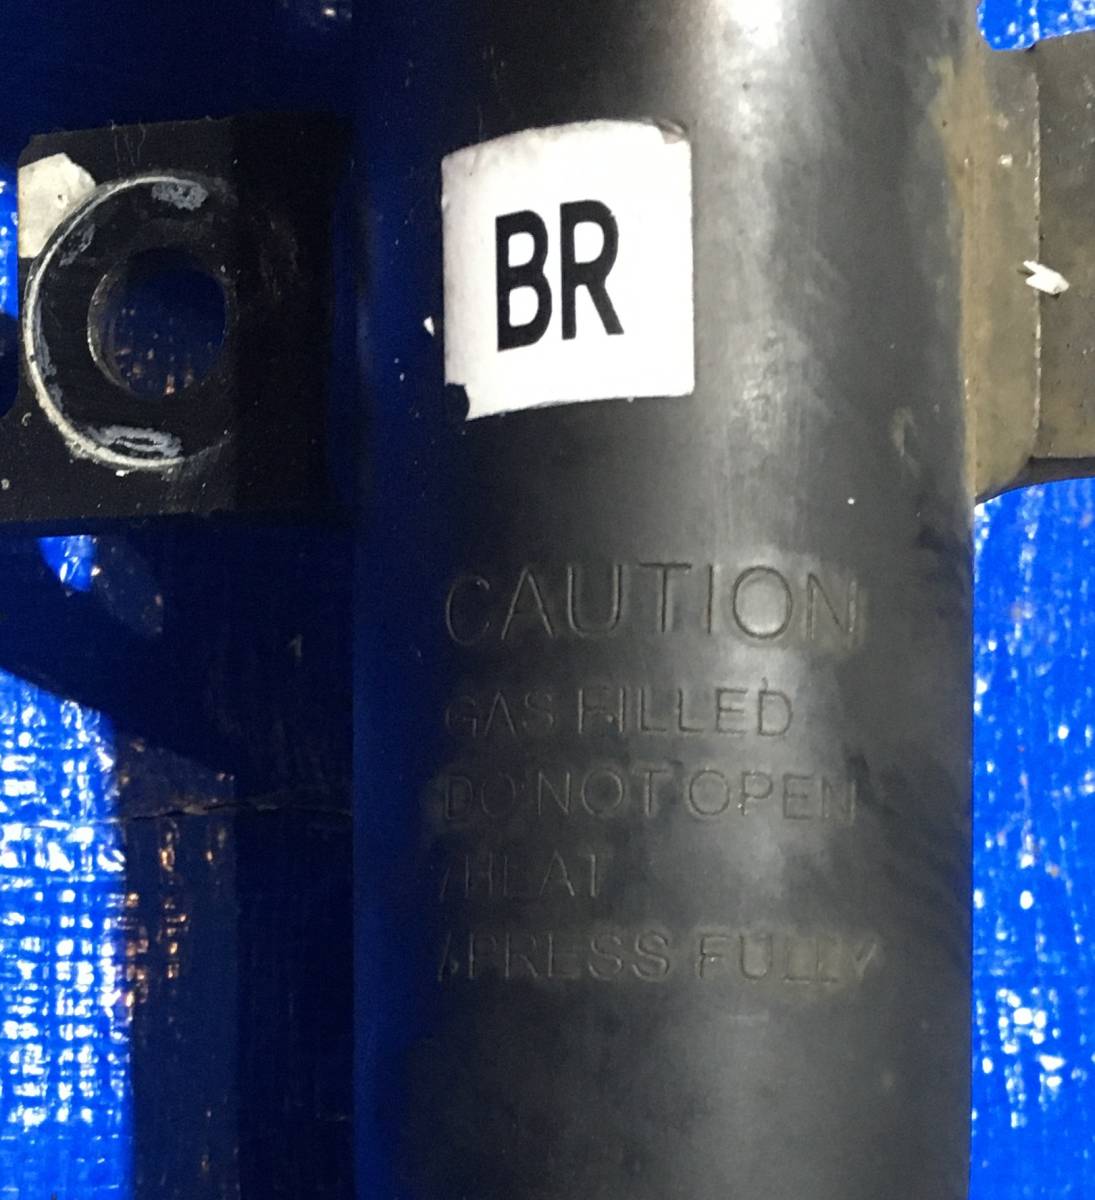 BR
CAUTION
GAS FILLED
DO NOT OPEN
/HEAT
/PRESS FULLY